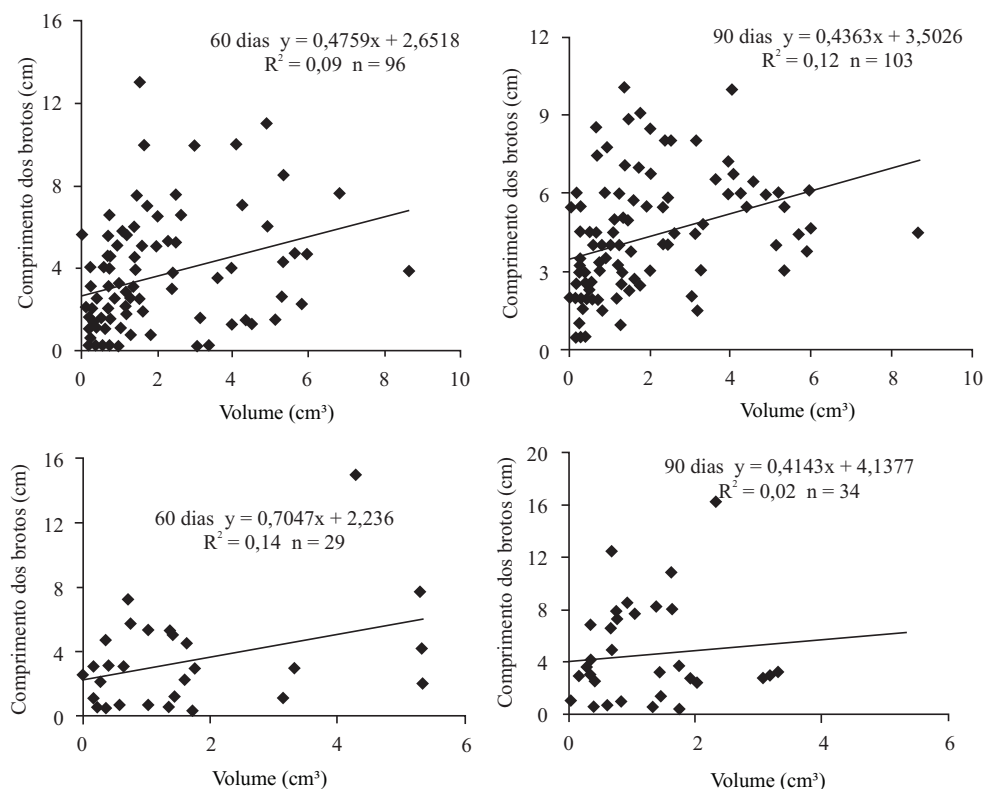 60 dias y = 0,4759x + 2,6518
R² = 0,09 n = 96
Comprimento dos brotos (cm)
16
12
8
4
0
0 2 4 6 8 10
Volume (cm³)
90 dias y = 0,4363x + 3,5026
R² = 0,12 n = 103
Comprimento dos brotos (cm)
12
9
6
3
0
0 2 4 6 8 10
Volume (cm³)
60 dias y = 0,7047x + 2,236
R² = 0,14 n = 29
Comprimento dos brotos (cm)
16
12
8
4
0
0 2 4 6
Volume (cm³)
90 dias y = 0,4143x + 4,1377
R² = 0,02 n = 34
Comprimento dos brotos (cm)
20
16
12
8
4
0
0 2 4 6
Volume (cm³)